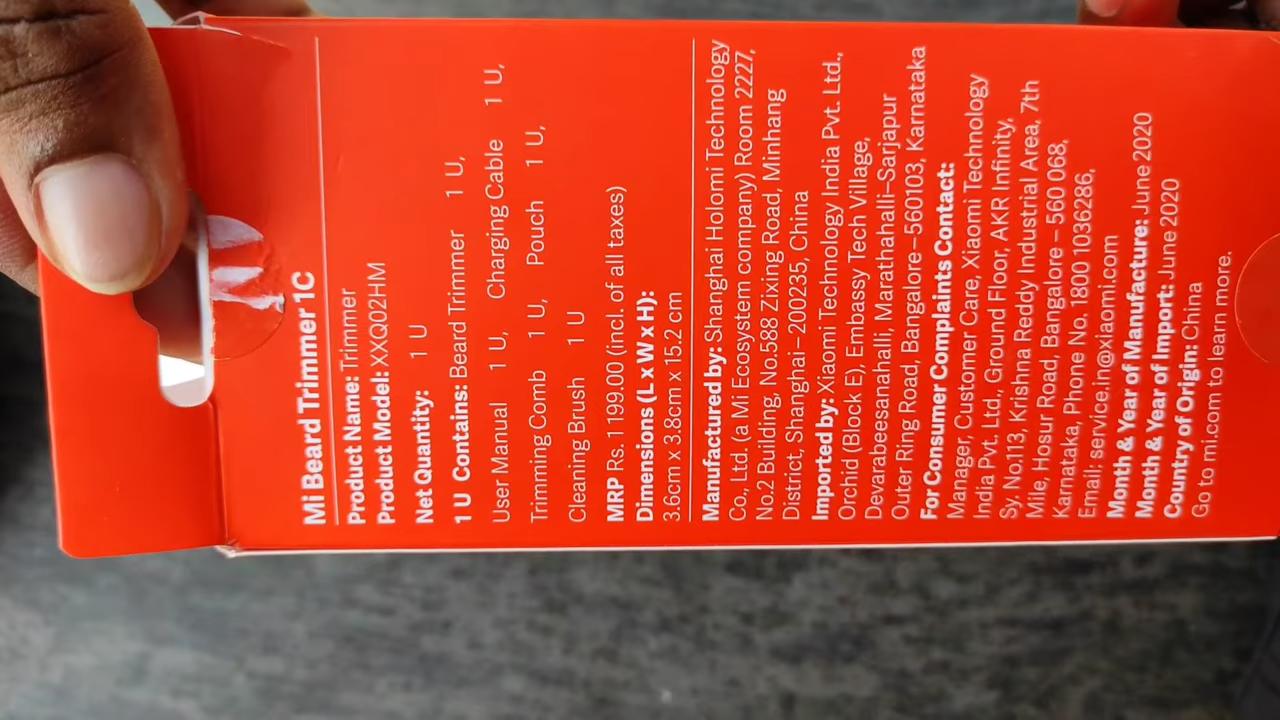 Mi Beard Trimmer 1C
Product Name: Trimmer
Product Model: XXQ02HM
Net Quantity: 1 U
1 U Contains: Beard Trimmer 1 U,
User Manual 1 U, Charging Cable 1 U,
Trimming Comb 1 U, Pouch 1 U,
Cleaning Brush 1 U
MRP Rs. 1 199.00 (incl. of all taxes)
Dimensions (L x W x H):
3.6cm x 3.8cm x 15.2 cm
Manufactured by: Shanghai Holomi Technology
Co., Ltd. (a Mi Ecosystem company) Room 2227,
No.2 Building, No.588 Zixing Road, Minhang
District, Shanghai –200235, China
Imported by: Xiaomi Technology India Pvt. Ltd.,
Orchid (Block E), Embassy Tech Village,
Devarabeesanahalli, Marathahalli–Sarjapur
Outer Ring Road, Bangalore–560103, Karnataka
For Consumer Complaints Contact:
Manager, Customer Care, Xiaomi Technology
India Pvt. Ltd., Ground Floor, AKR Infinity,
Sy. No.113, Krishna Reddy Industrial Area, 7th
Mile, Hosur Road, Bangalore – 560 068,
Karnataka, Phone No. 1800 1036286,
Email: service.in@xiaomi.com
Month & Year of Manufacture: June 2020
Month & Year of Import: June 2020
Country of Origin: China
Go to mi.com to learn more.